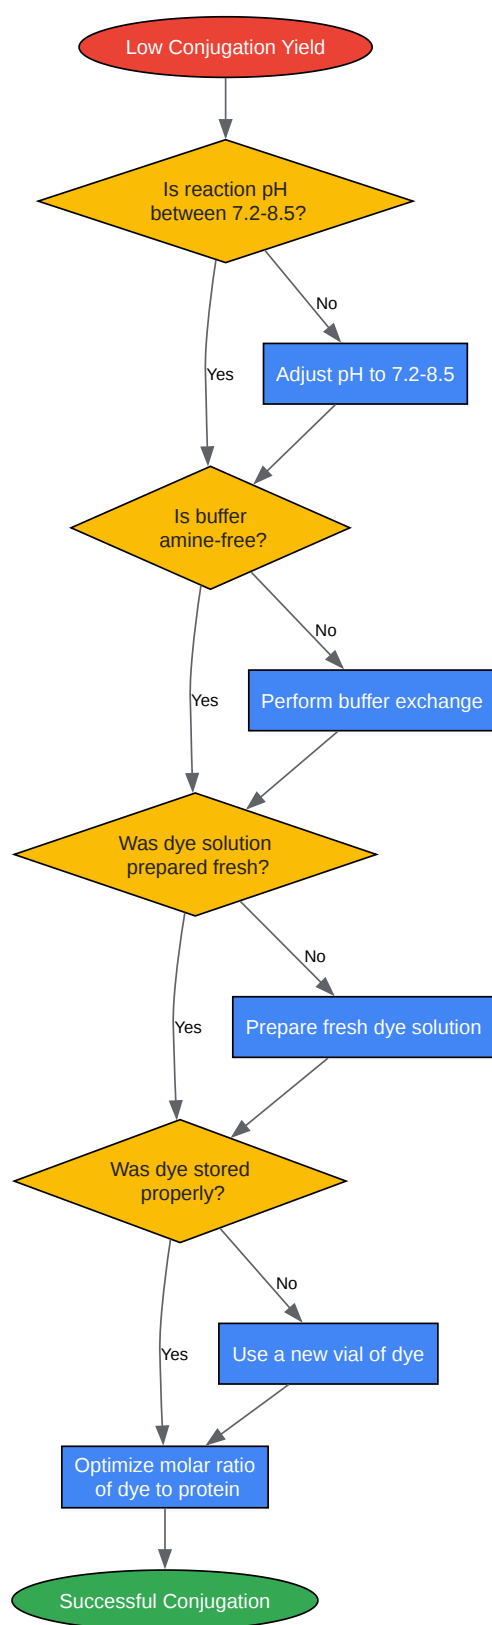 Low Conjugation Yield
Is reaction pH
between 7.2-8.5?
No
Yes
Adjust pH to 7.2-8.5
Is buffer
amine-free?
No
Yes
Perform buffer exchange
Was dye solution
prepared fresh?
No
Yes
Prepare fresh dye solution
Was dye stored
properly?
No
Yes
Use a new vial of dye
Optimize molar ratio
of dye to protein
Successful Conjugation